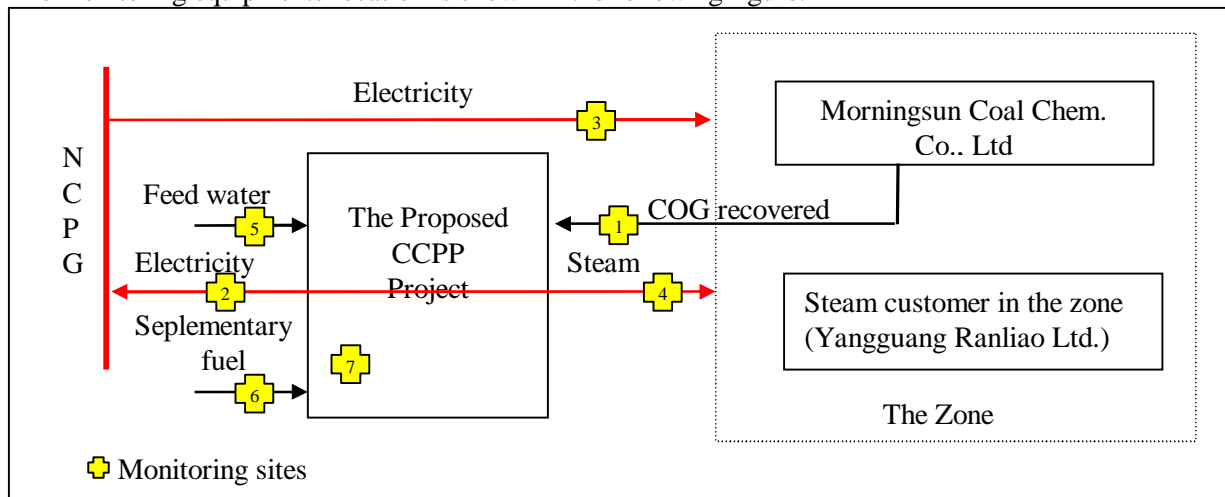 monitoring equipments location is shown in the following figure.
Electricity
3
Morningsun Coal Chem.
Co.. Ltd
N
C
P
G
Feed water
5
The Proposed
CCPP
Project
COG recovered
1
Electricity
2
Steam
4
Seplementary
fuel
6
7
Steam customer in the zone
(Yangguang Ranliao Ltd.)
The Zone
Monitoring sites